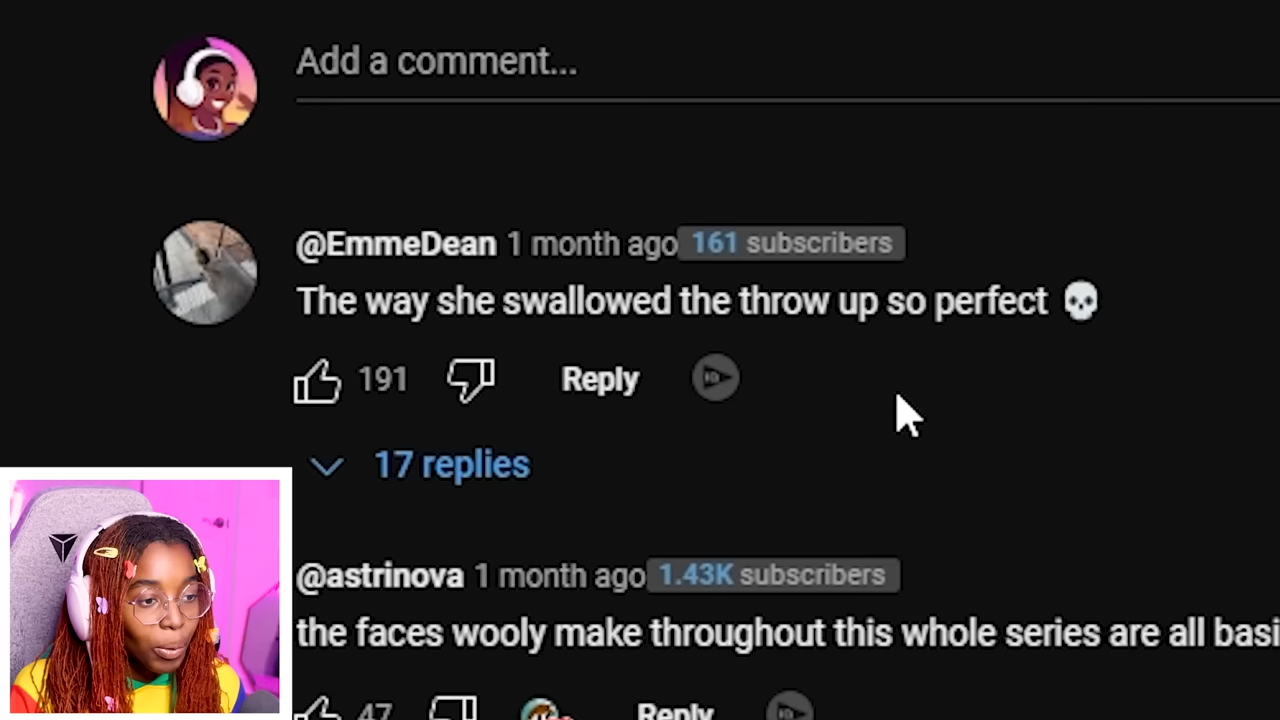 Add a comment...
@EmmeDean 1 month ago 161 subscribers
The way she swallowed the throw up so perfect 💀
191 Reply
17 replies
@astrinova 1 month ago 1.43K subscribers
the faces wooly make throughout this whole series are all basi
47 Reply